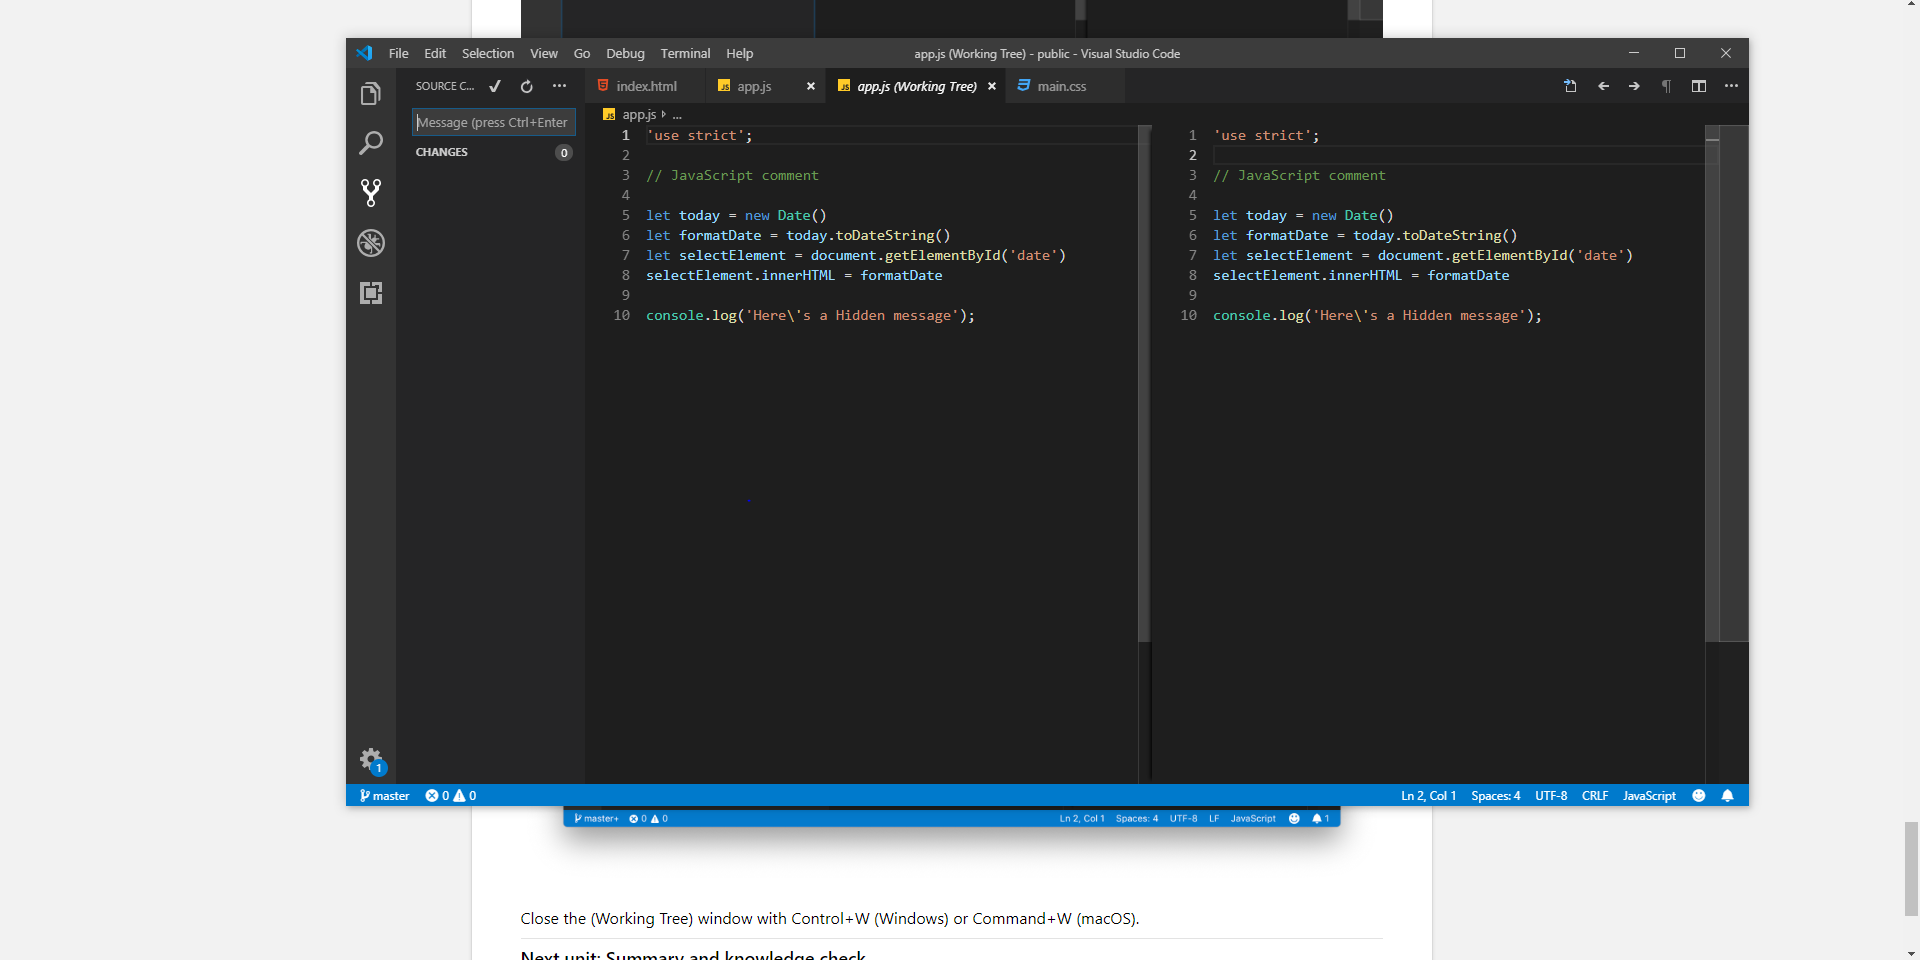 File Edit Selection View Go Debug Terminal Help
app.js (Working Tree) - public - Visual Studio Code
SOURCE C...
index.html
app.js
app.js (Working Tree)
main.css
Message (press Ctrl+Enter
CHANGES 0
app.js ...
1 'use strict';
2
3 // JavaScript comment
4
5 let today = new Date()
6 let formatDate = today.toDateString()
7 let selectElement = document.getElementById('date')
8 selectElement.innerHTML = formatDate
9
10 console.log('Here\'s a Hidden message');
1 'use strict';
2
3 // JavaScript comment
4
5 let today = new Date()
6 let formatDate = today.toDateString()
7 let selectElement = document.getElementById('date')
8 selectElement.innerHTML = formatDate
9
10 console.log('Here\'s a Hidden message');
1
master 0 0 Ln 2, Col 1 Spaces: 4 UTF-8 CRLF JavaScript
master+ 0 0 Ln 2, Col 1 Spaces: 4 UTF-8 LF JavaScript 1
Close the (Working Tree) window with Control+W (Windows) or Command+W (macOS).
Next unit: Summary and knowledge check